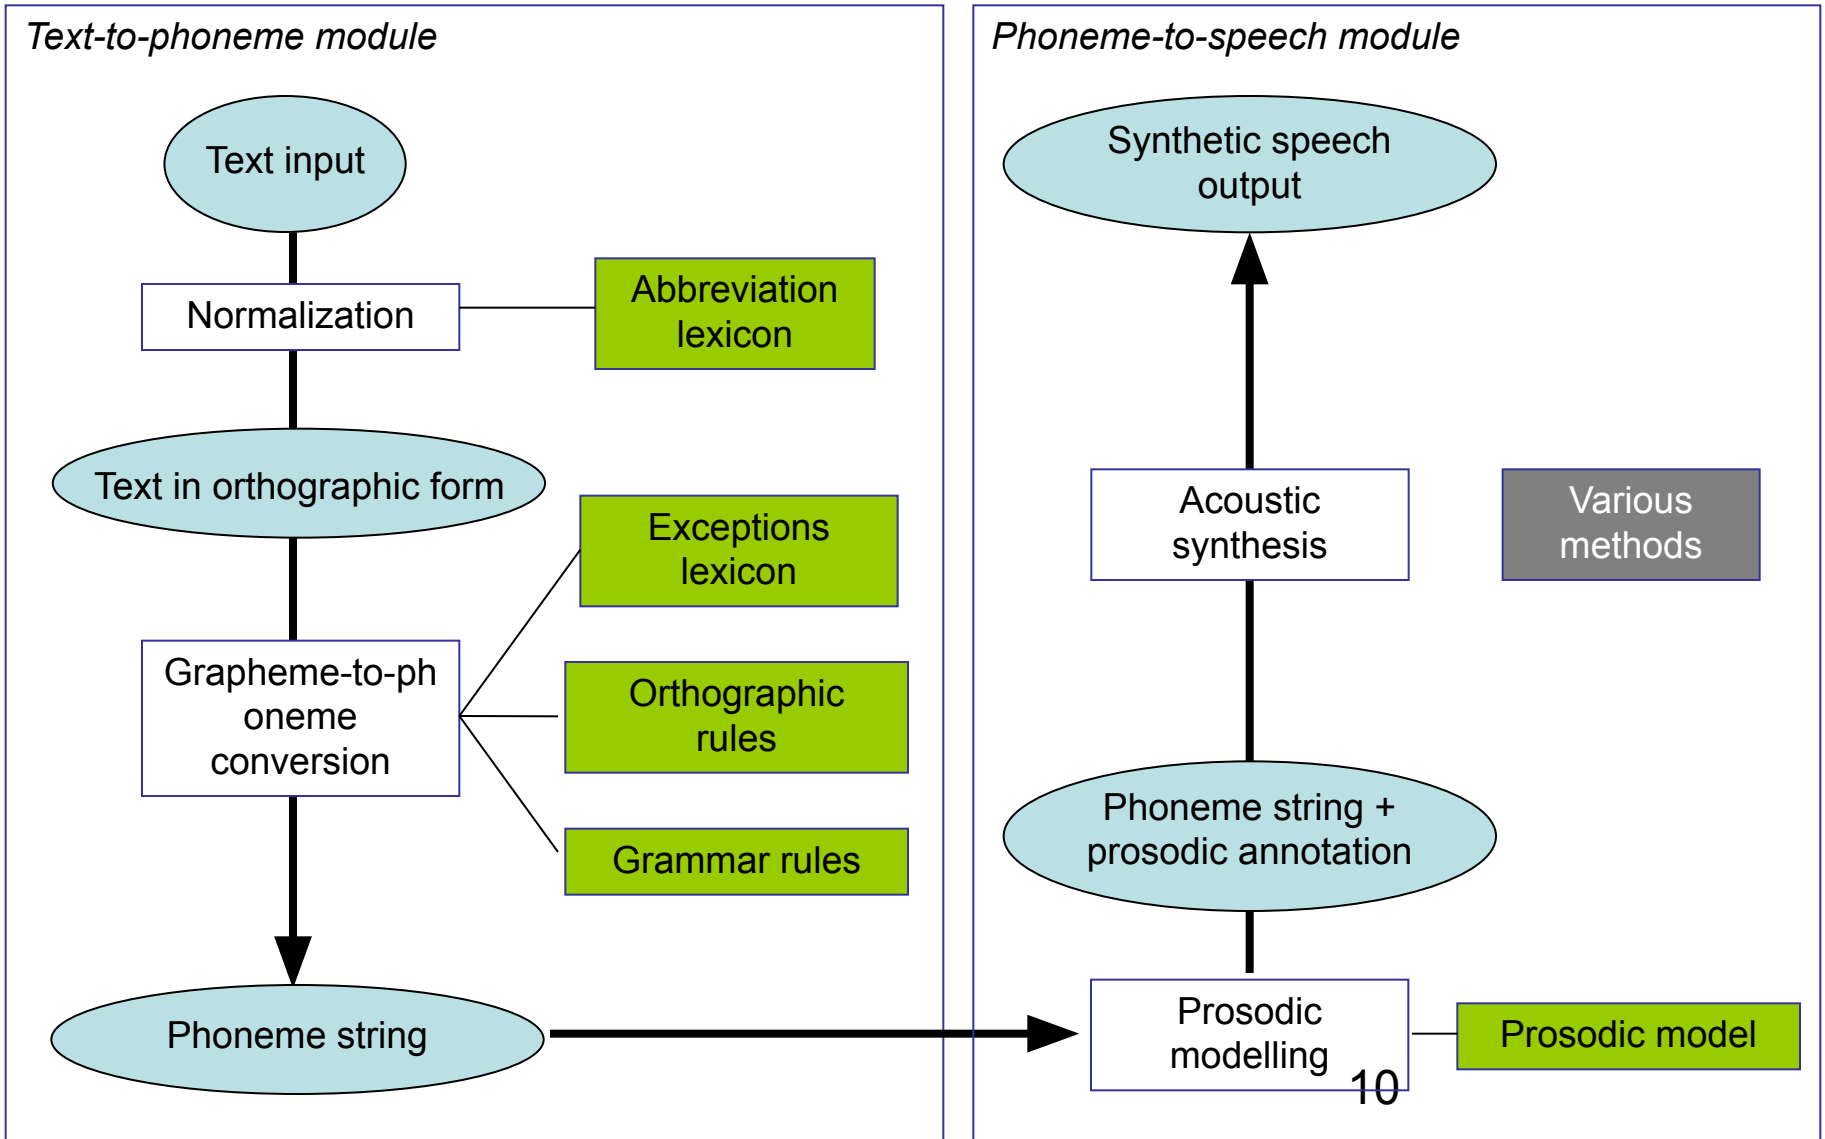 Text-to-phoneme module
Text input
Normalization
Abbreviation
lexicon
Text in orthographic form
Exceptions
lexicon
Grapheme-to-ph
oneme
conversion
Orthographic
rules
Grammar rules
Phoneme string
Phoneme-to-speech module
Synthetic speech
output
Acoustic
synthesis
Various
methods
Phoneme string +
prosodic annotation
Prosodic
modelling
Prosodic model
10